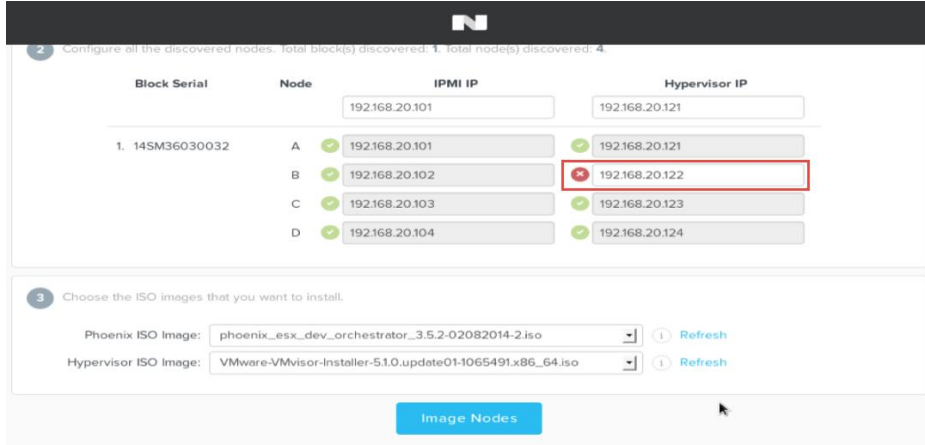 2 Configure all the discovered nodes. Total block(s) discovered: 1. Total node(s) discovered: 4.
Block Serial Node IPMI IP Hypervisor IP
192.168.20.101 192.168.20.121
1. 14SM36030032 A 192.168.20.101 192.168.20.121
B 192.168.20.102 192.168.20.122
C 192.168.20.103 192.168.20.123
D 192.168.20.104 192.168.20.124
3 Choose the ISO images that you want to install.
Phoenix ISO Image: phoenix_esx_dev_orchestrator_3.5.2-02082014-2.iso i Refresh
Hypervisor ISO Image: VMware-VMvisor-Installer-5.1.0.update01-1065491.x86_64.iso i Refresh
Image Nodes